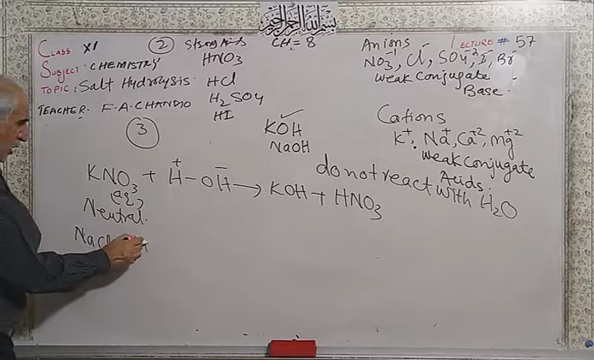 بسم الله الرحمن الرحيم
CLASS XI
SUBJECT: CHEMISTRY
TOPIC: Salt Hydrolysis.
TEACHER: F.A. CHANDIO
② Strong Acids
HNO3
HCl
H2SO4
HI
CH = 8
KOH ✓
NaOH
LECTURE # 57
Anions
NO3⁻, Cl⁻, SO4⁻², I⁻, Br⁻
weak Conjugate
Base.
Cations
K⁺, Na⁺, Ca⁺², Mg⁺²
weak Conjugate
Acids.
do not react with H2O
③
KNO3 + H⁺ – OH⁻ → KOH + HNO3
(aq)
Neutral.